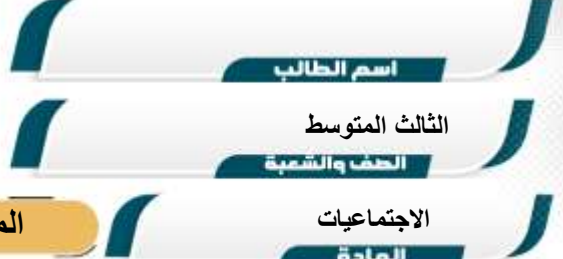 اسم الطالب
الثالث المتوسط
الصف والشعبة
الاجتماعيات
المادة